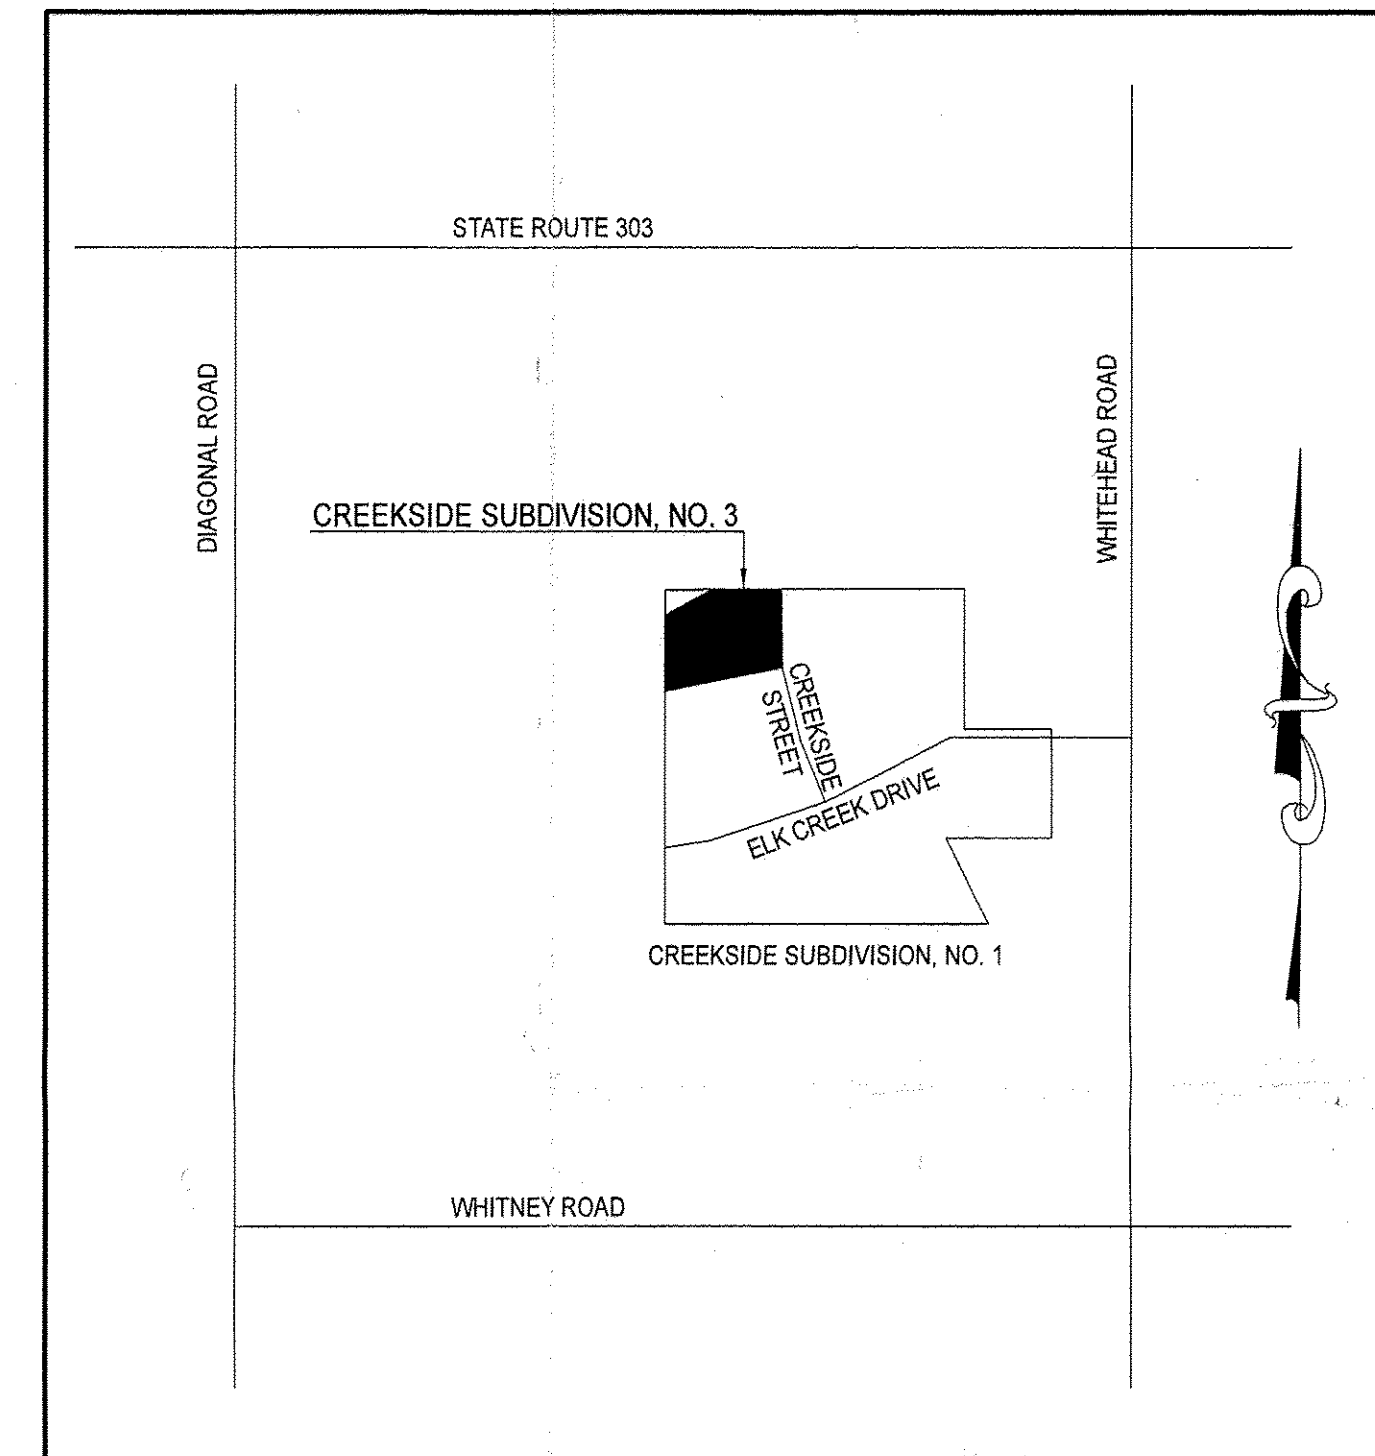 STATE ROUTE 303
DIAGONAL ROAD
WHITEHEAD ROAD
CREEKSIDE SUBDIVISION, NO. 3
CREEKSIDE
STREET
ELK CREEK DRIVE
CREEKSIDE SUBDIVISION, NO. 1
WHITNEY ROAD